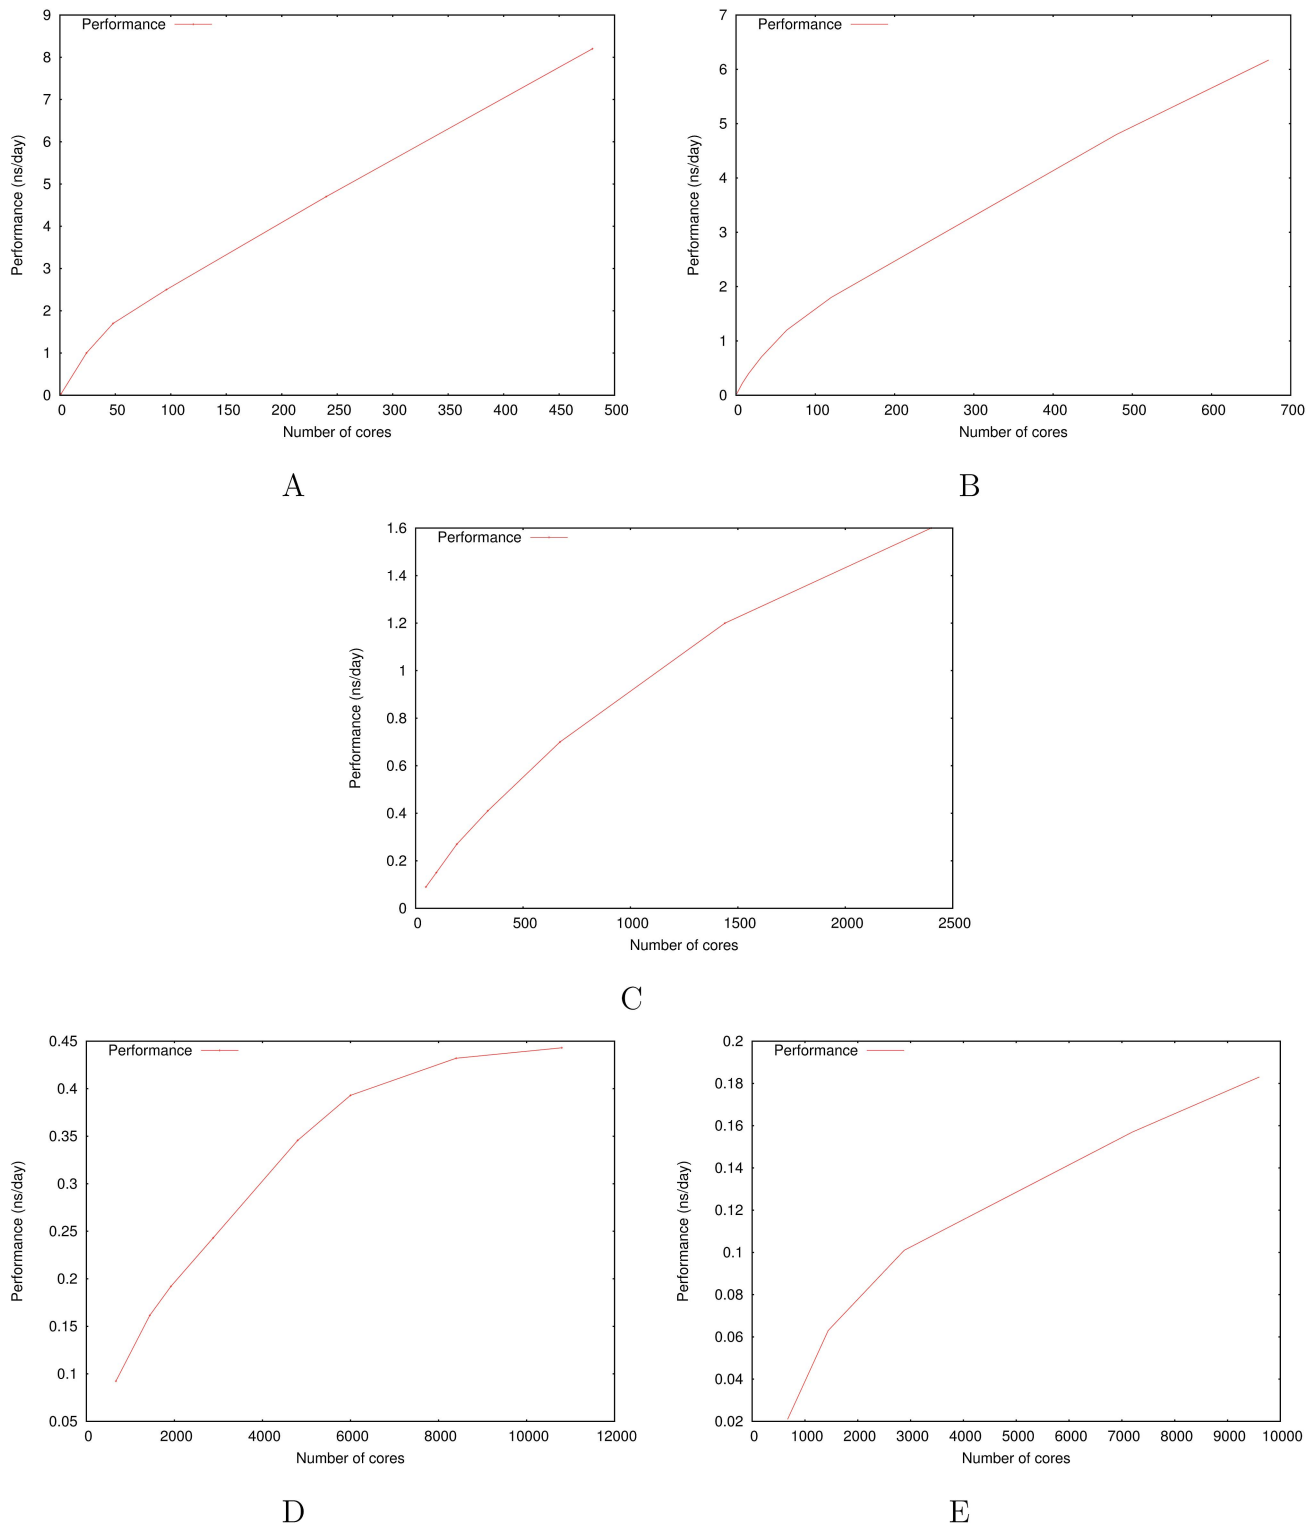 Performance
Performance (ns/day)
9
8
7
6
5
4
3
2
1
0
0 50 100 150 200 250 300 350 400 450 500
Number of cores
A
Performance
Performance (ns/day)
7
6
5
4
3
2
1
0
0 100 200 300 400 500 600 700
Number of cores
B
Performance
Performance (ns/day)
1.6
1.4
1.2
1
0.8
0.6
0.4
0.2
0
0 500 1000 1500 2000 2500
Number of cores
C
Performance
Performance (ns/day)
0.45
0.4
0.35
0.3
0.25
0.2
0.15
0.1
0.05
0 2000 4000 6000 8000 10000 12000
Number of cores
D
Performance
Performance (ns/day)
0.2
0.18
0.16
0.14
0.12
0.1
0.08
0.06
0.04
0.02
0 1000 2000 3000 4000 5000 6000 7000 8000 9000 10000
Number of cores
E